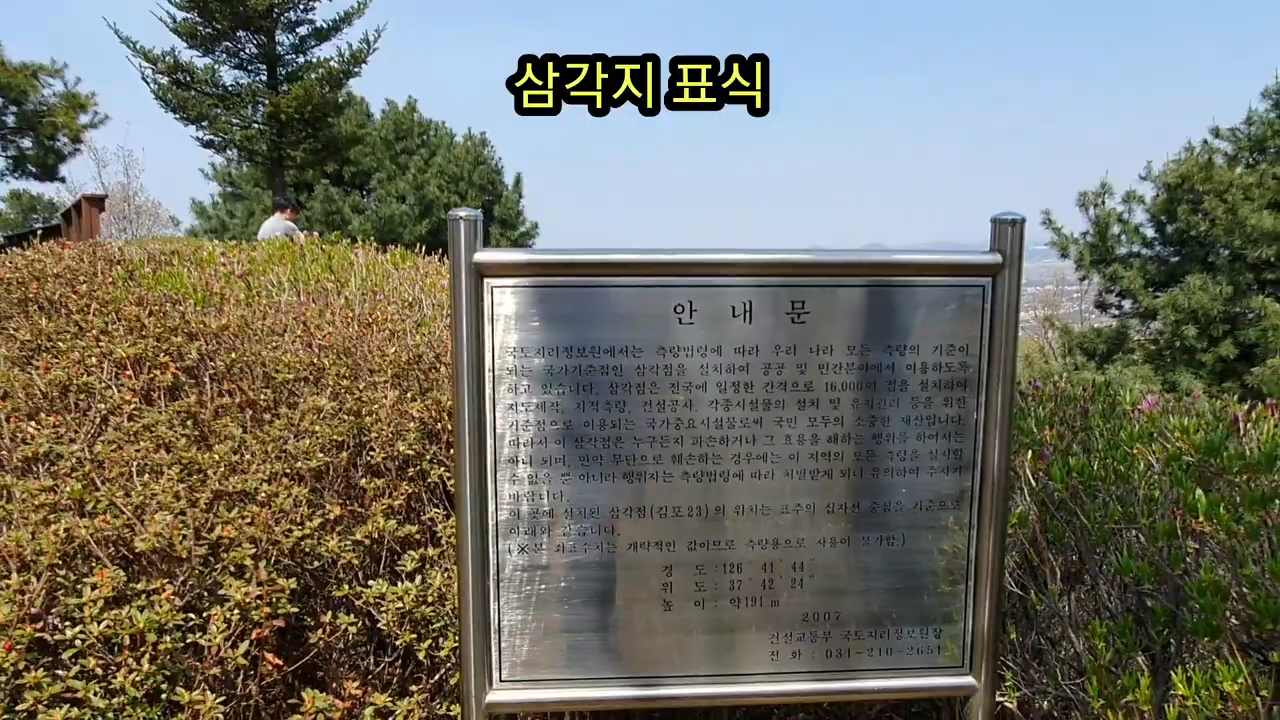 삼각지 표식
안 내 문
국토지리정보원에서는 측량법령에 따라 우리 나라 모든 측량의 기준이
되는 국가기준점인 삼각점을 설치하여 공공 및 민간분야에서 이용하도록
하고 있습니다. 삼각점은 전국에 일정한 간격으로 16,000여 점을 설치하여
지도제작, 지적측량, 건설공사, 각종시설물의 설치 및 유지관리 등을 위한
기준점으로 이용되는 국가중요시설물로써 국민 모두의 소중한 재산입니다.
따라서 이 삼각점은 누구든지 파손하거나 그 효용을 해하는 행위를 하여서는
아니 되며, 만약 무단으로 훼손하는 경우에는 이 지역의 모든 측량을 실시할
수 없을 뿐 아니라 행위자는 측량법령에 따라 처벌받게 되니 유의하여 주시기
바랍니다.
이 곳에 설치된 삼각점(김포23)의 위치는 표주의 십자선 중심을 기준으로
아래와 같습니다.
(※본 좌표수치는 개략적인 값이므로 측량용으로 사용이 불가함.)
경 도 : 126° 41′ 44″
위 도 : 37° 42′ 24″
높 이 : 약191 m
2007
건설교통부 국토지리정보원장
전 화 : 031-210-2651